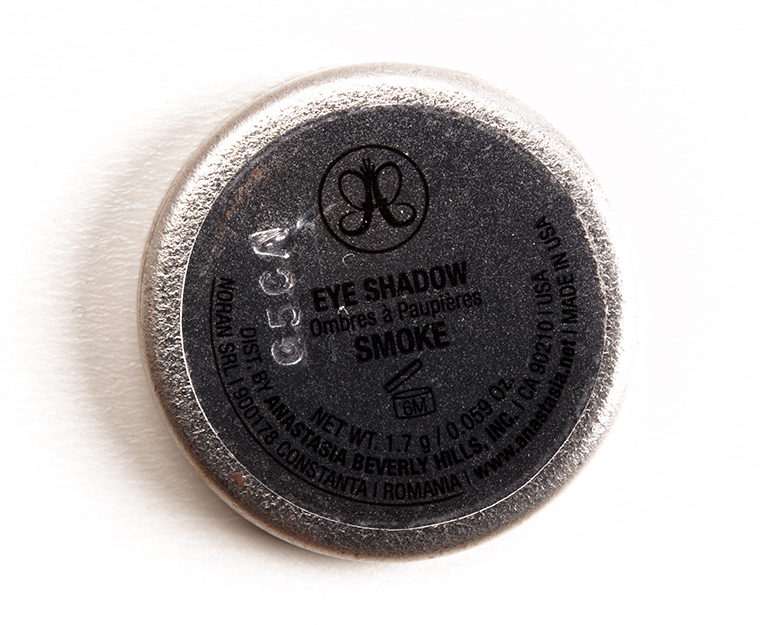 EYE SHADOW
Ombres à Paupières
SMOKE
6M
NET WT. 1.7 g / 0.059 Oz.
DIST. BY ANASTASIA BEVERLY HILLS, INC. | CA 90210 | USA
NORAN SRL | 900178 CONSTANTA | ROMANIA | www.anastasia.net / MADE IN USA
G5CA